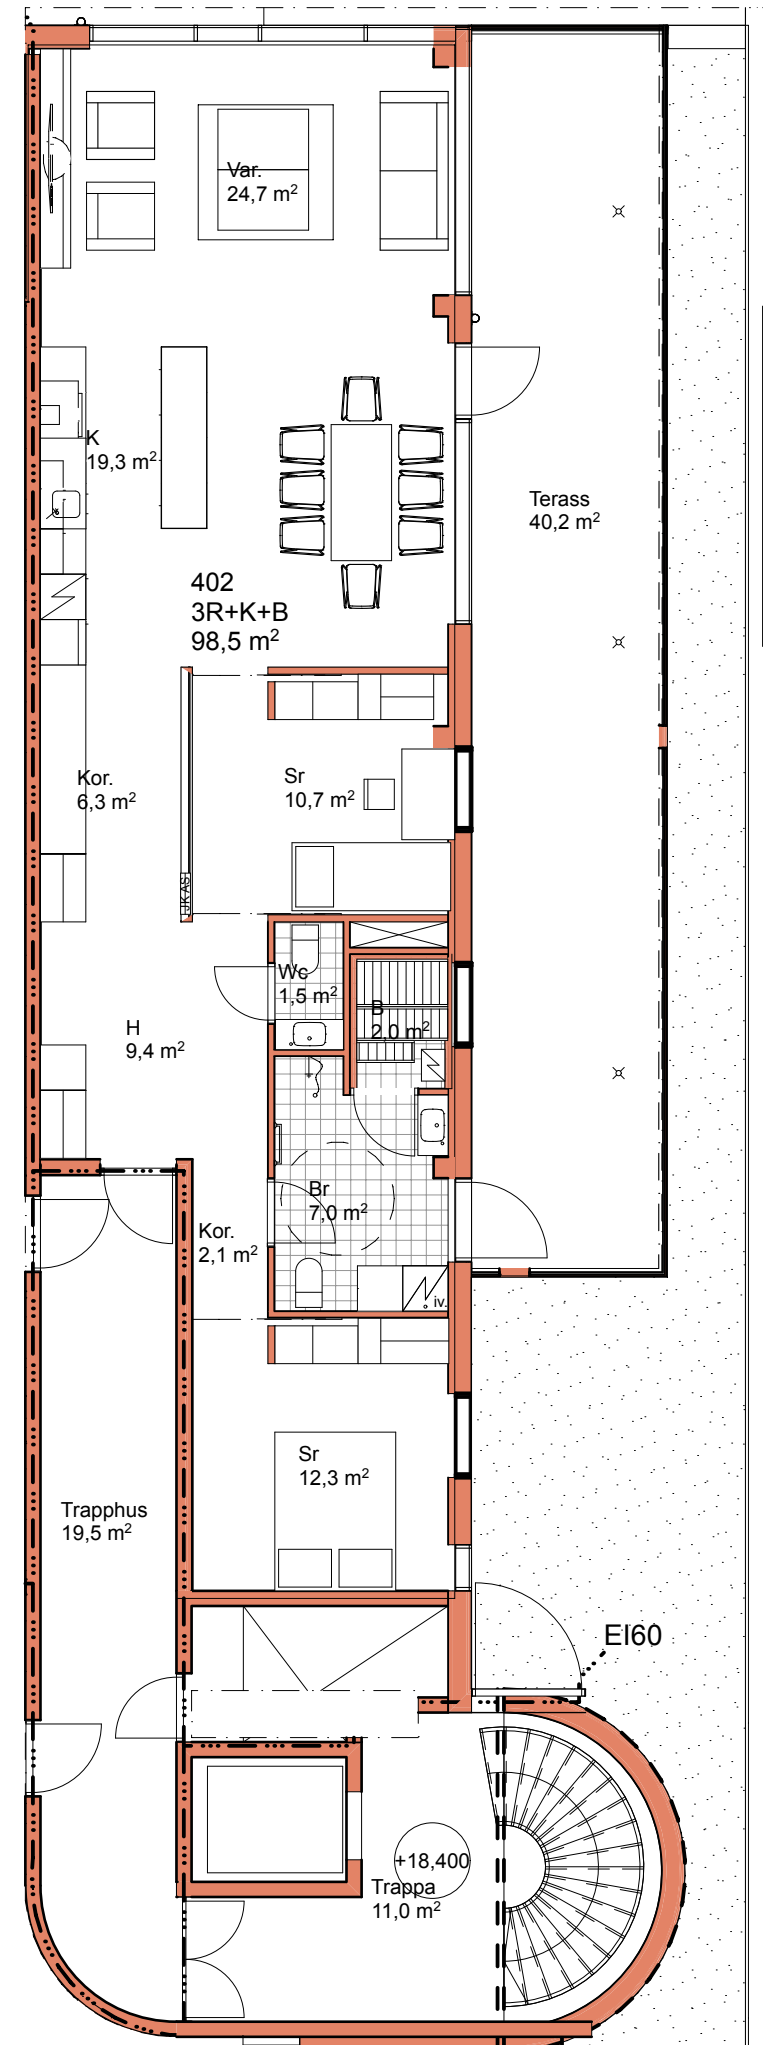 Var.
24,7 m²
K
19,3 m²
Terass
40,2 m²
402
3R+K+B
98,5 m²
Kor.
6,3 m²
Sr
10,7 m²
JK AS
Wc
1,5 m²
B
2,0 m²
H
9,4 m²
Br
7,0 m²
Kor.
2,1 m²
iv.
Sr
12,3 m²
Trapphus
19,5 m²
EI60
+18,400
Trappa
11,0 m²